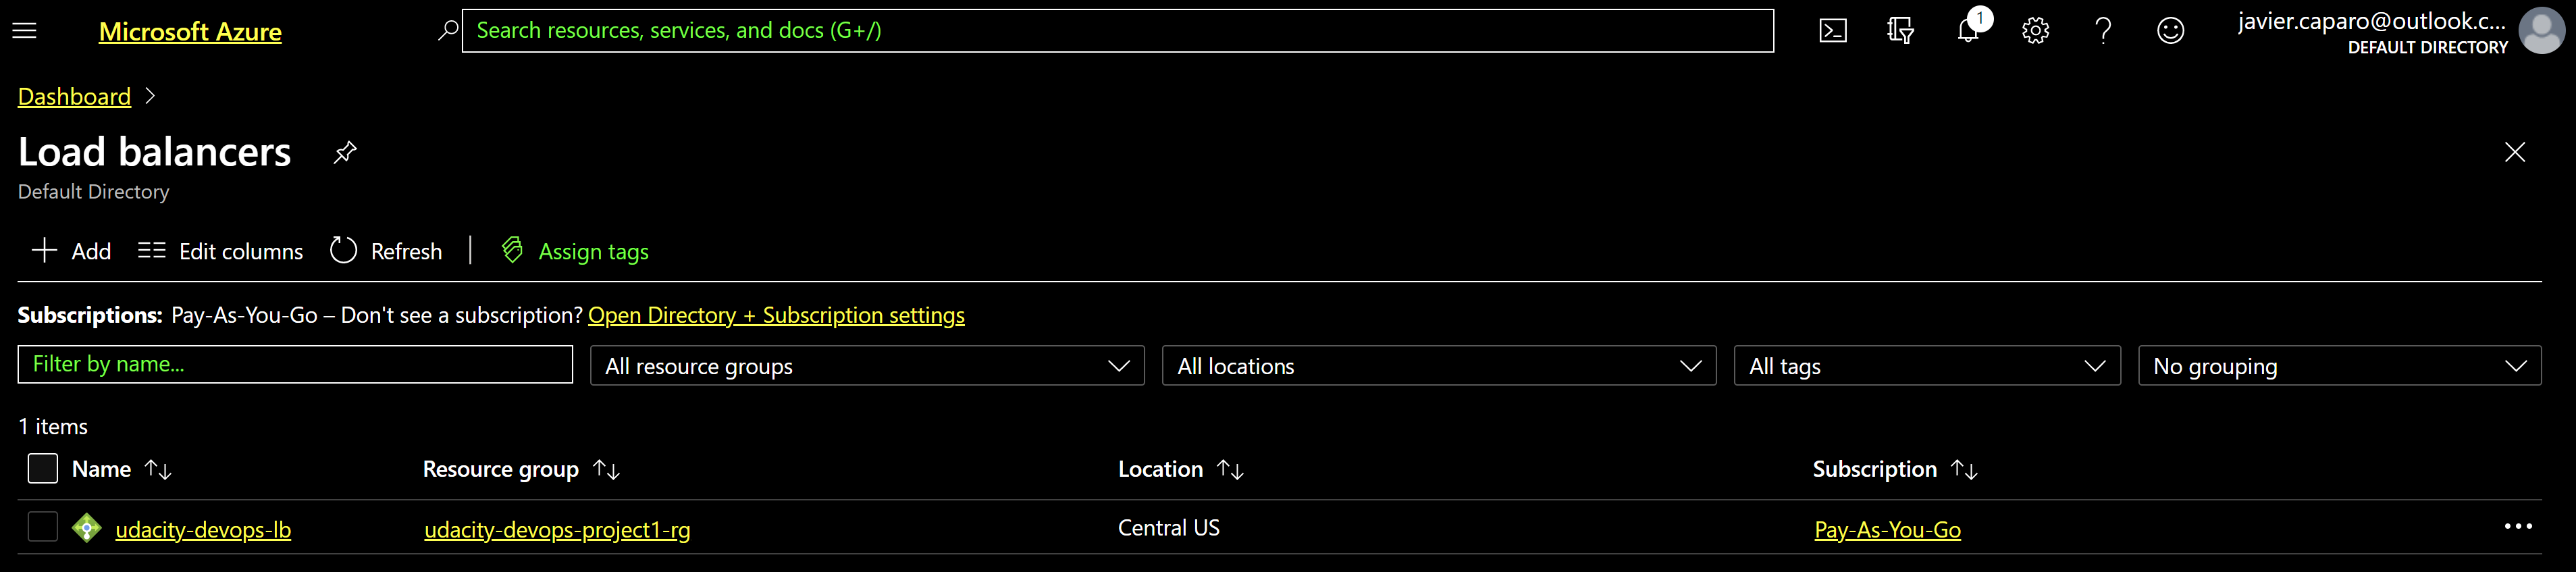 Microsoft Azure
Search resources, services, and docs (G+/)
1
javier.caparo@outlook.c...
DEFAULT DIRECTORY
Dashboard
Load balancers
Default Directory
Add Edit columns Refresh Assign tags
Subscriptions: Pay-As-You-Go – Don't see a subscription? Open Directory + Subscription settings
Filter by name... All resource groups All locations All tags No grouping
1 items
Name Resource group Location Subscription
udacity-devops-lb udacity-devops-project1-rg Central US Pay-As-You-Go